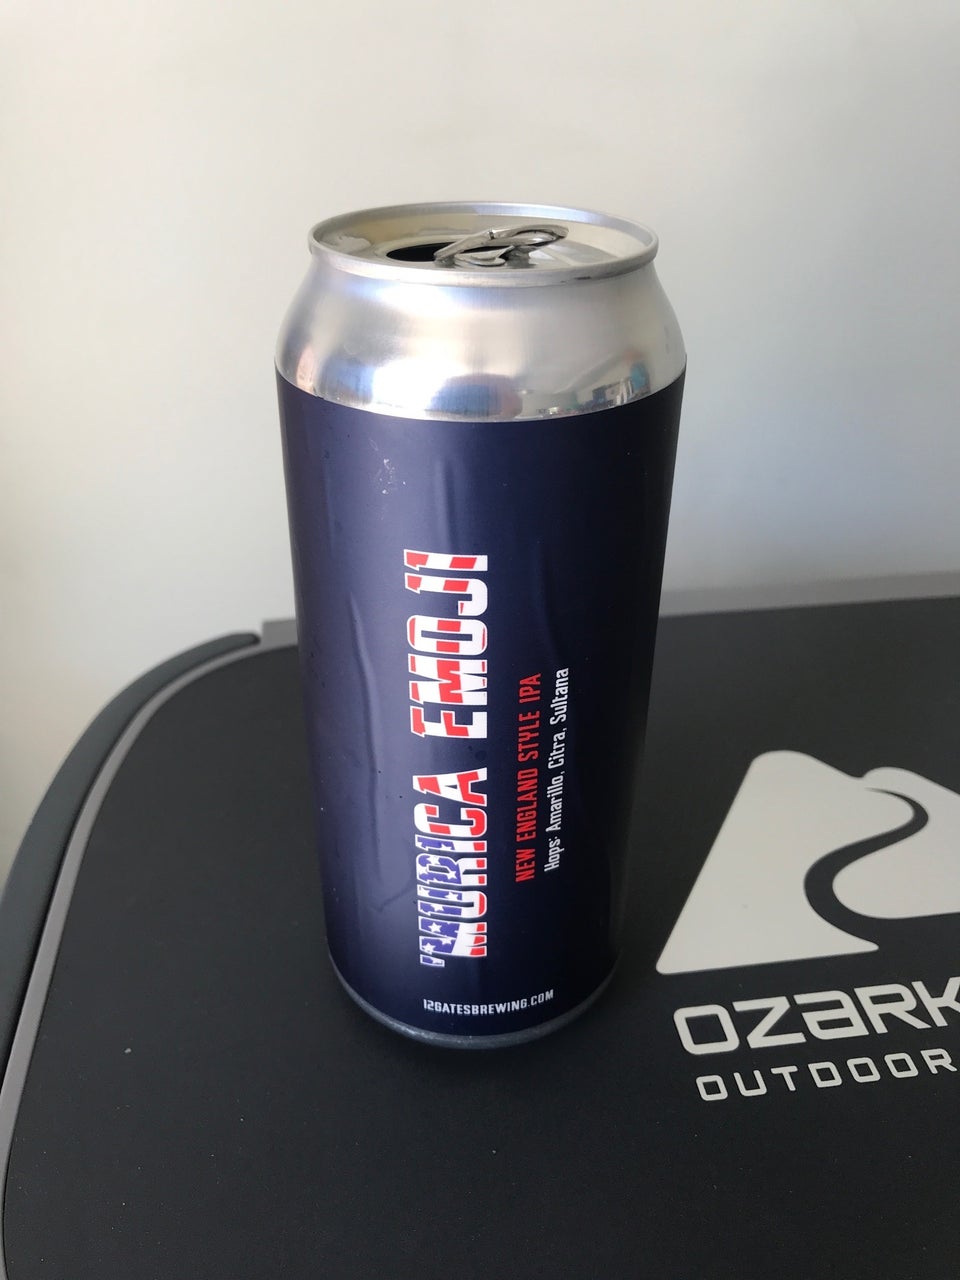 'MURICA EMOJI
NEW ENGLAND STYLE IPA
Hops: Amarillo, Citra, Sultana
12GATESBREWING.COM
OZARK
OUTDOOR